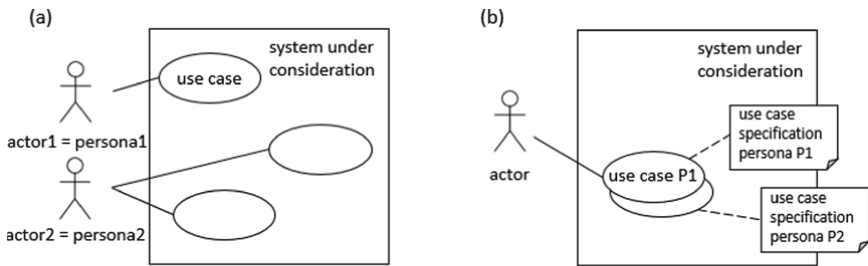 (a)
system under
consideration
use case
actor1 = persona1
actor2 = persona2
(b)
system under
consideration
actor
use case P1
use case
specification
persona P1
use case
specification
persona P2